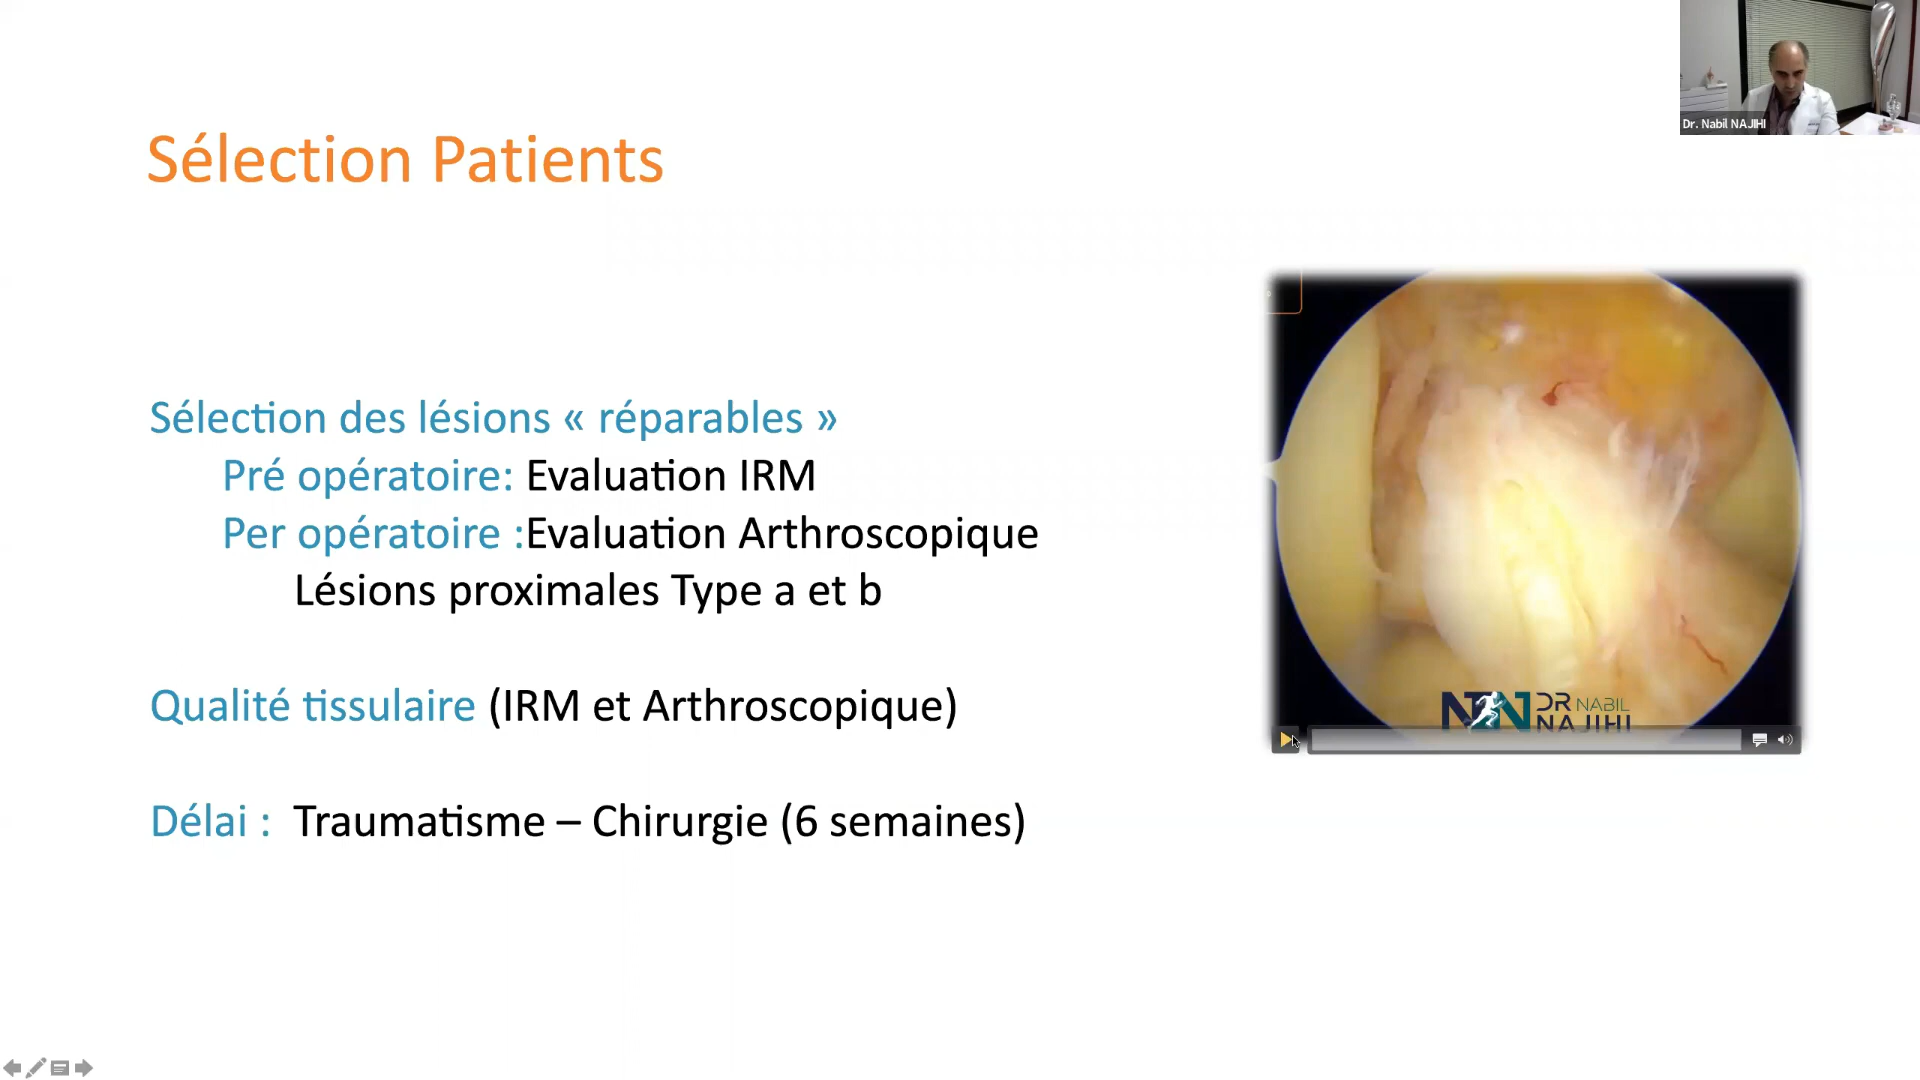 Dr. Nabil NAJIHI
Sélection Patients
Sélection des lésions « réparables »
Pré opératoire: Evaluation IRM
Per opératoire :Evaluation Arthroscopique
Lésions proximales Type a et b
Qualité tissulaire (IRM et Arthroscopique)
Délai : Traumatisme – Chirurgie (6 semaines)
DR NABIL
NAJIHI